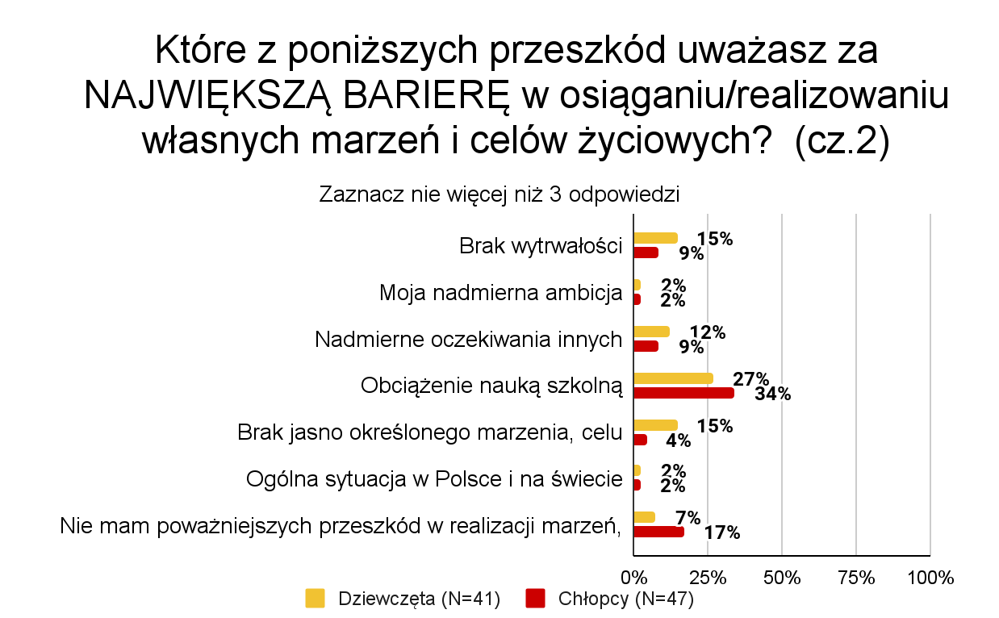 Które z poniższych przeszkód uważasz za
NAJWIĘKSZĄ BARIERĘ w osiąganiu/realizowaniu
własnych marzeń i celów życiowych?  (cz.2)
Zaznacz nie więcej niż 3 odpowiedzi
Brak wytrwałości
15%
9%
Moja nadmierna ambicja
2%
2%
Nadmierne oczekiwania innych
12%
9%
Obciążenie nauką szkolną
27%
34%
Brak jasno określonego marzenia, celu
15%
4%
Ogólna sytuacja w Polsce i na świecie
2%
2%
Nie mam poważniejszych przeszkód w realizacji marzeń,
7%
17%
0% 25% 50% 75% 100%
Dziewczęta (N=41) Chłopcy (N=47)